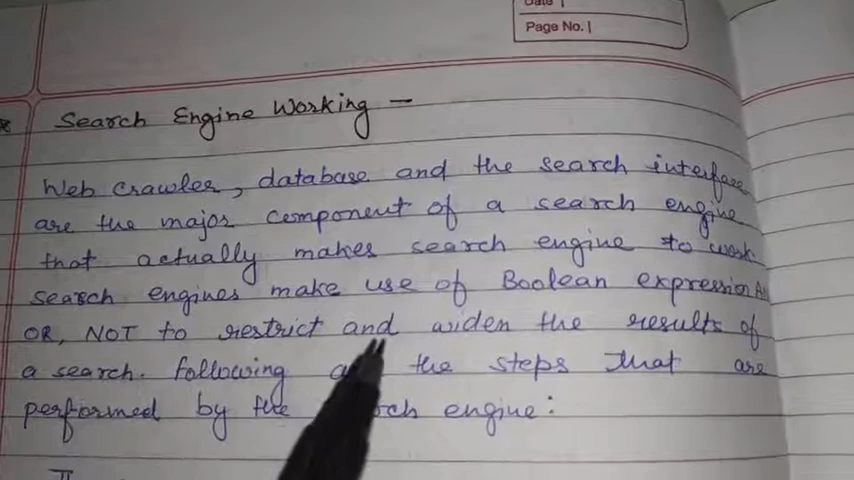 Date
Page No.
Search Engine Working -
Web crawler, database and the search interface
are the major component of a search engine
that actually makes search engine to work.
search engines make use of Boolean expression
OR, NOT to restrict and widen the results of
a search. following the steps that are
performed by the engine: